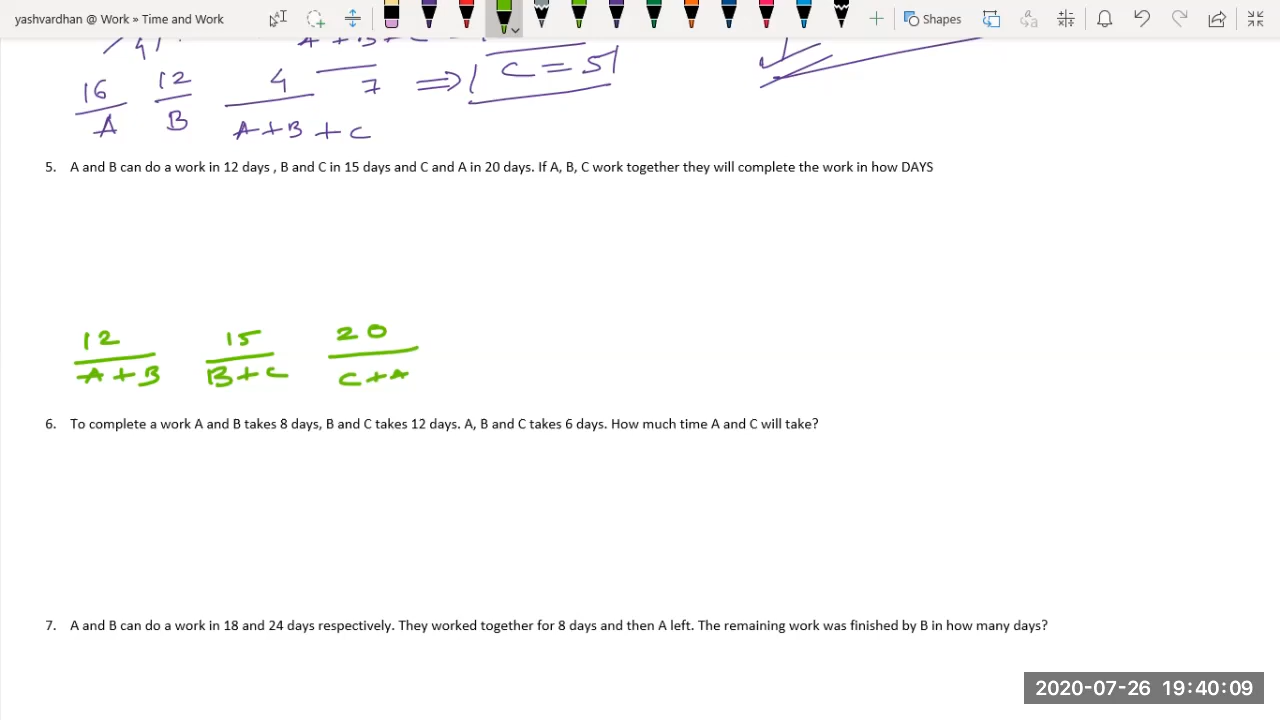 yashvardhan @ Work » Time and Work
Shapes
16 12 4 7 ⟹ C = 51
A B A+B+C
5. A and B can do a work in 12 days , B and C in 15 days and C and A in 20 days. If A, B, C work together they will complete the work in how DAYS
12 15 20
A+B B+C C+A
6. To complete a work A and B takes 8 days, B and C takes 12 days. A, B and C takes 6 days. How much time A and C will take?
7. A and B can do a work in 18 and 24 days respectively. They worked together for 8 days and then A left. The remaining work was finished by B in how many days?
2020-07-26 19:40:09